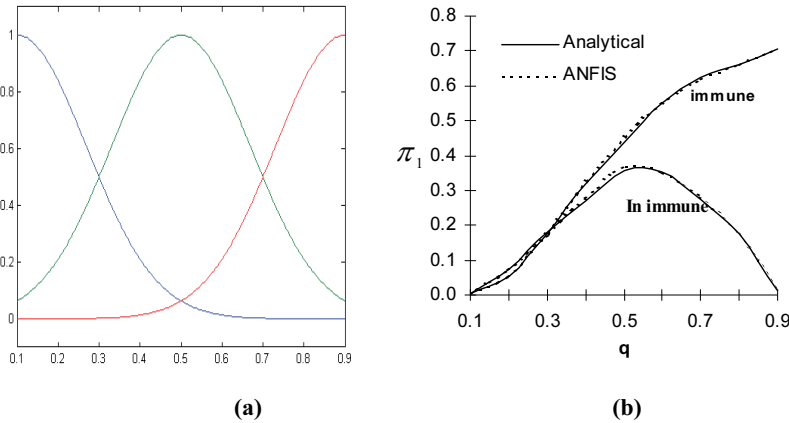 1
0.8
0.6
0.4
0.2
0
0.1 0.2 0.3 0.4 0.5 0.6 0.7 0.8 0.9
(a)
0.8
0.7
0.6
0.5
0.4
0.3
0.2
0.1
0.0
π₁
Analytical
ANFIS
immune
In immune
0.1 0.3 0.5 0.7 0.9
q
(b)